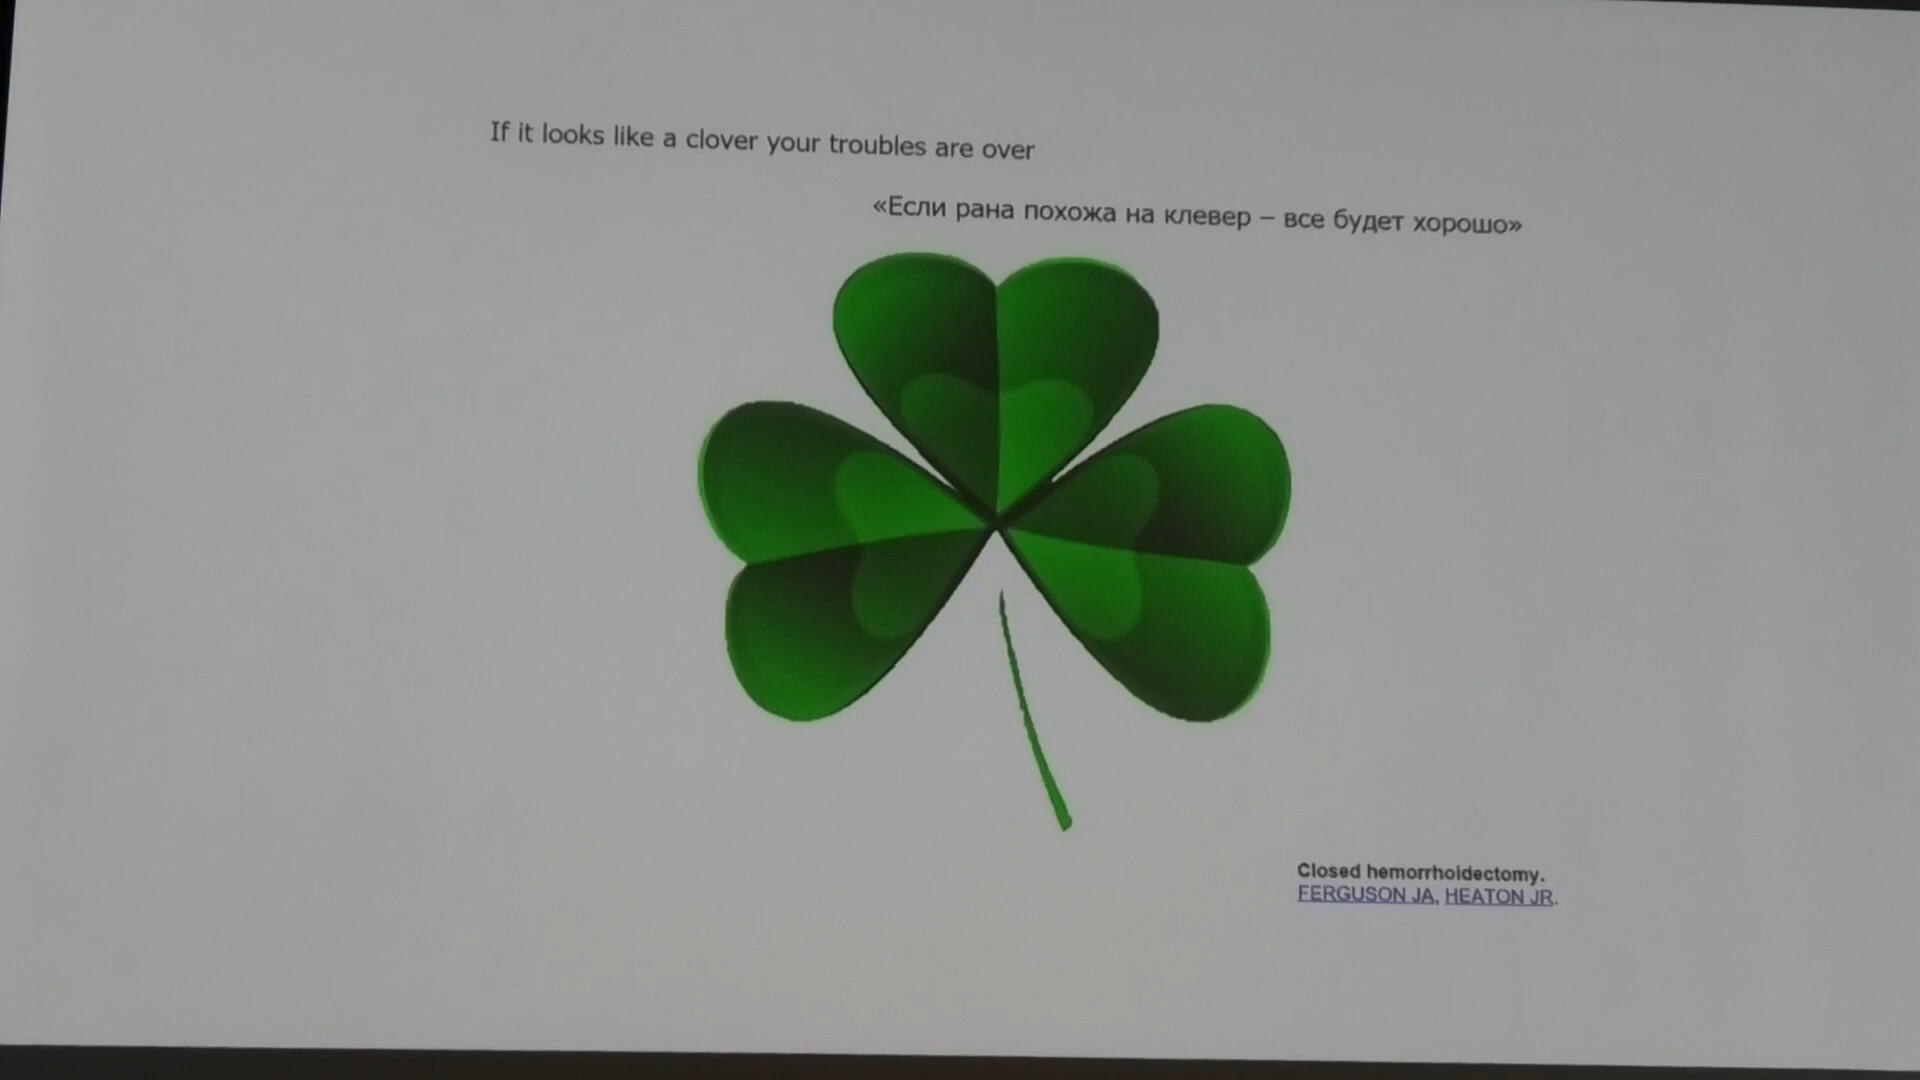 If it looks like a clover your troubles are over
«Если рана похожа на клевер – все будет хорошо»
Closed hemorrhoidectomy.
FERGUSON JA, HEATON JR.